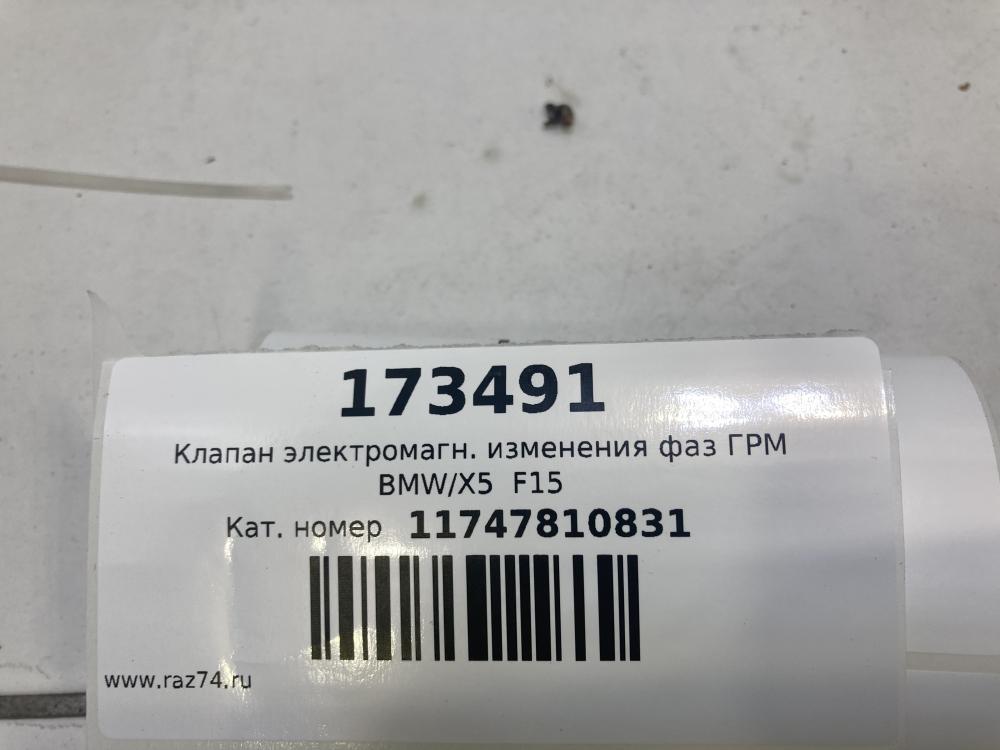 173491
Клапан электромагн. изменения фаз ГРМ
BMW/X5 F15
Кат. номер 11747810831
www.raz74.ru